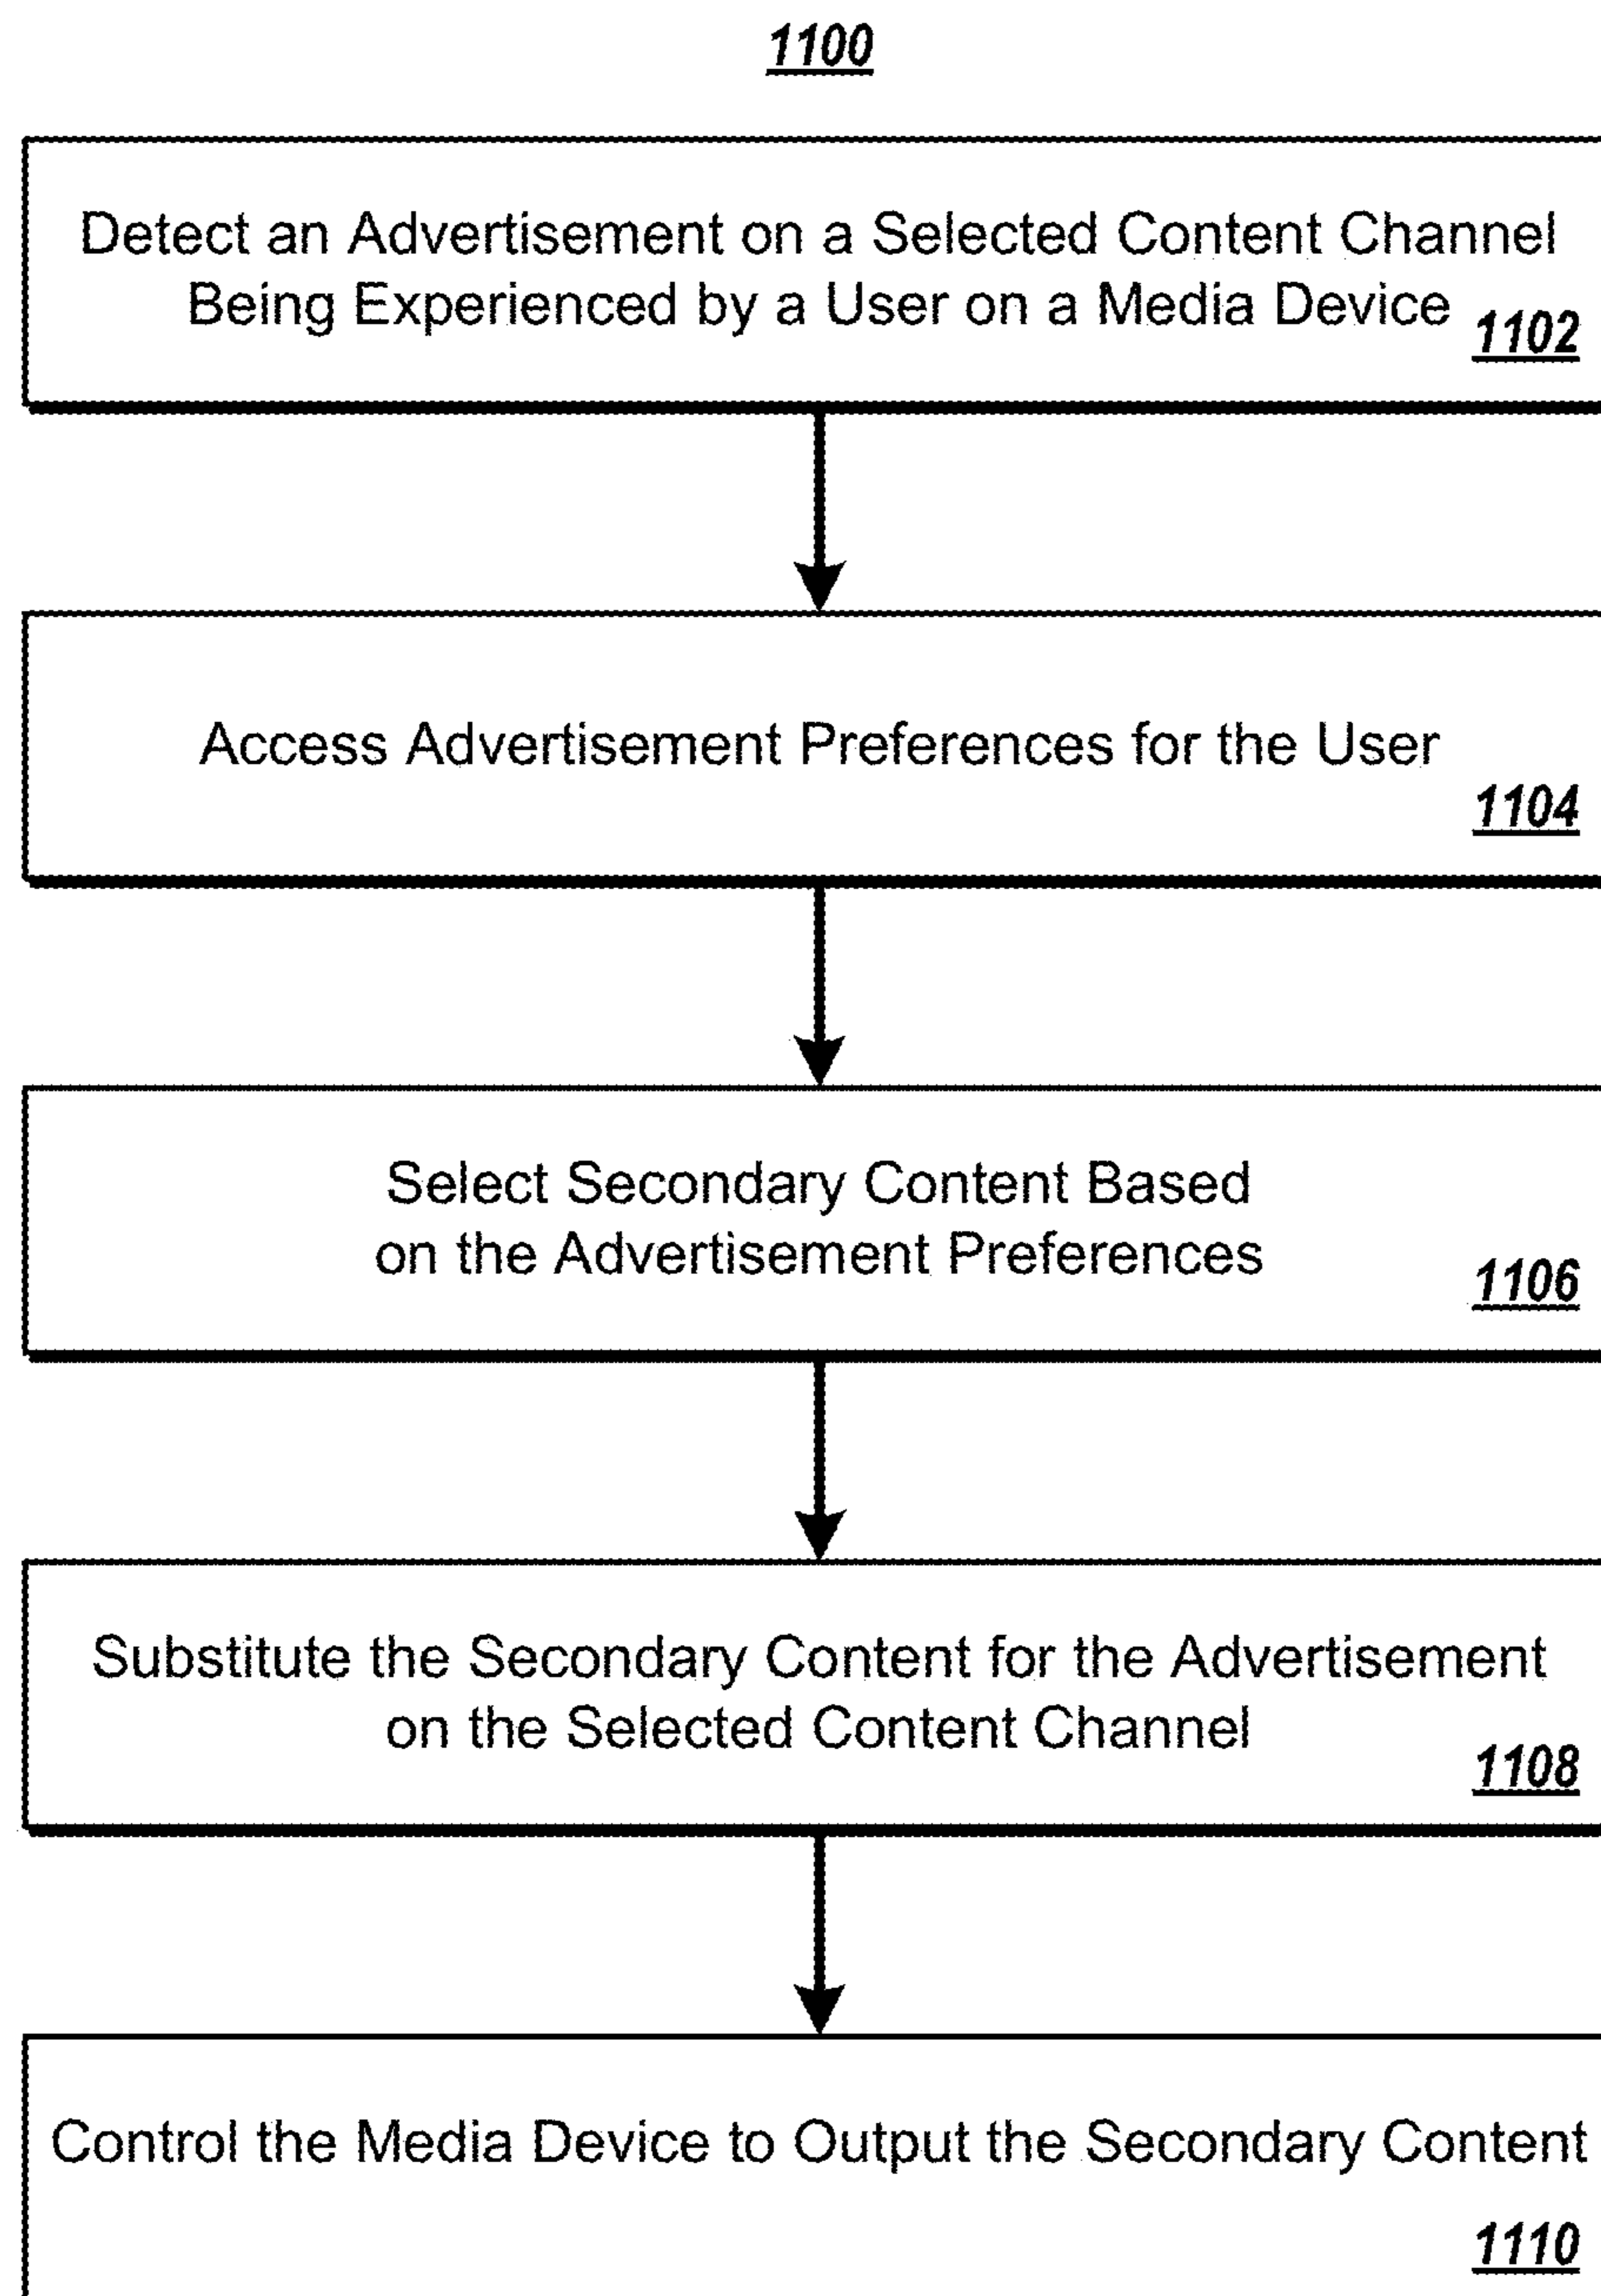 1100
Detect an Advertisement on a Selected Content Channel
Being Experienced by a User on a Media Device
1102
Access Advertisement Preferences for the User
1104
Select Secondary Content Based
on the Advertisement Preferences
1106
Substitute the Secondary Content for the Advertisement
on the Selected Content Channel
1108
Control the Media Device to Output the Secondary Content
1110